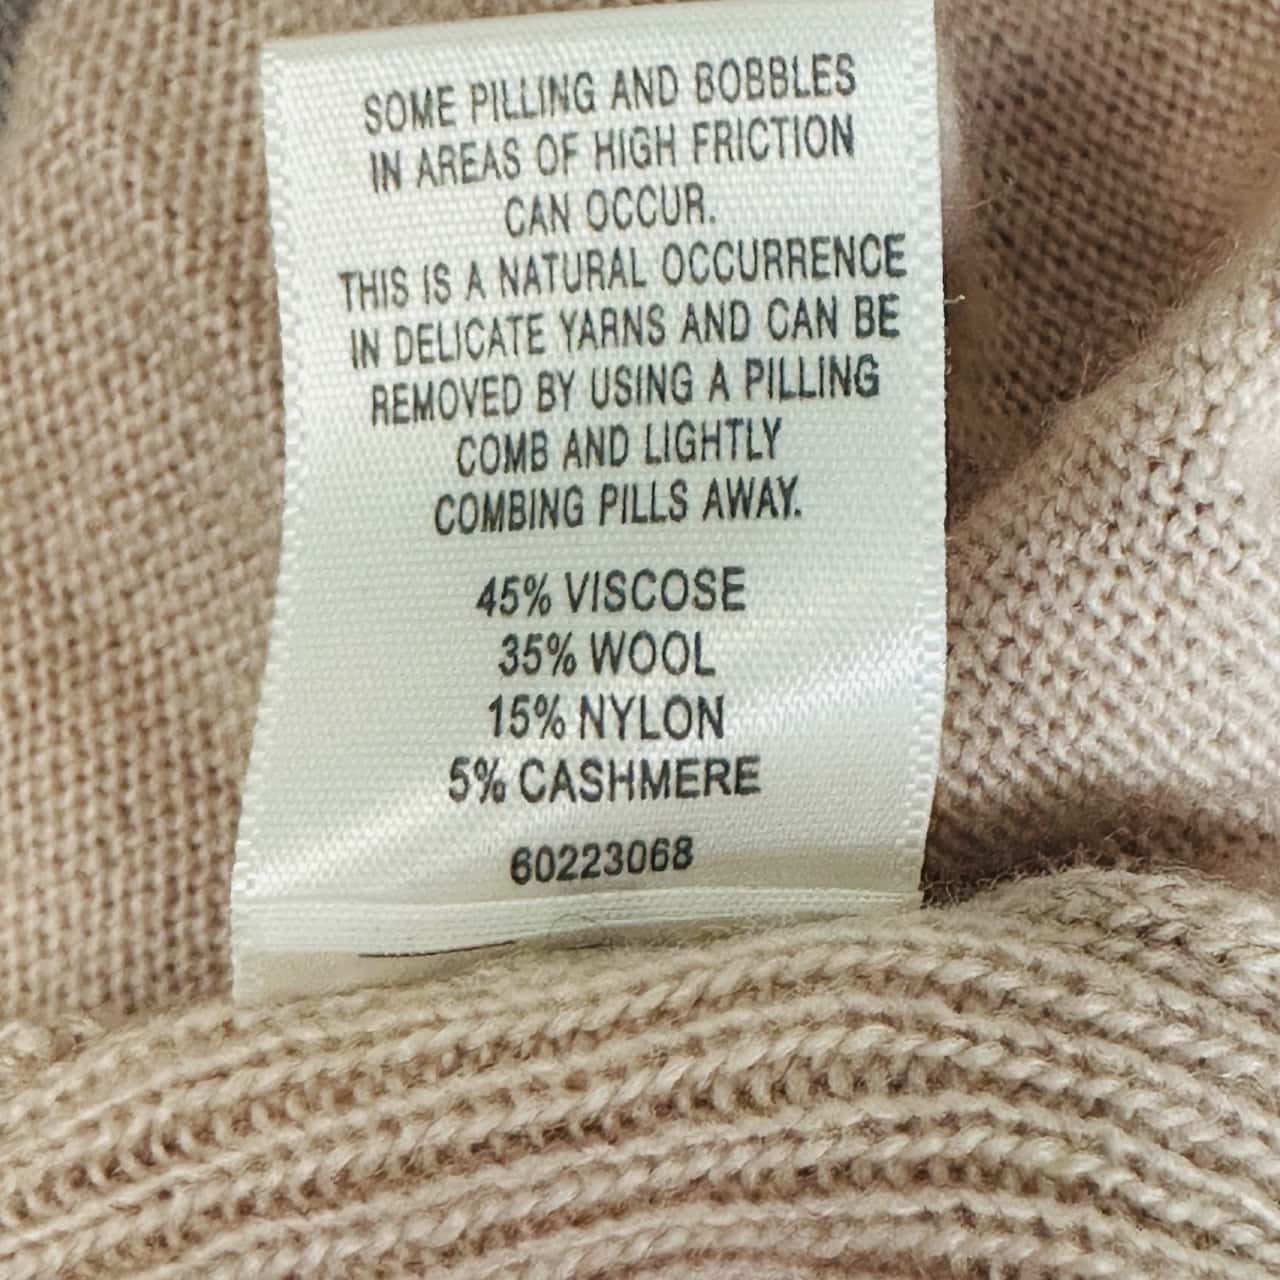 SOME PILLING AND BOBBLES
IN AREAS OF HIGH FRICTION
CAN OCCUR.
THIS IS A NATURAL OCCURRENCE
IN DELICATE YARNS AND CAN BE
REMOVED BY USING A PILLING
COMB AND LIGHTLY
COMBING PILLS AWAY.
45% VISCOSE
35% WOOL
15% NYLON
5% CASHMERE
60223068